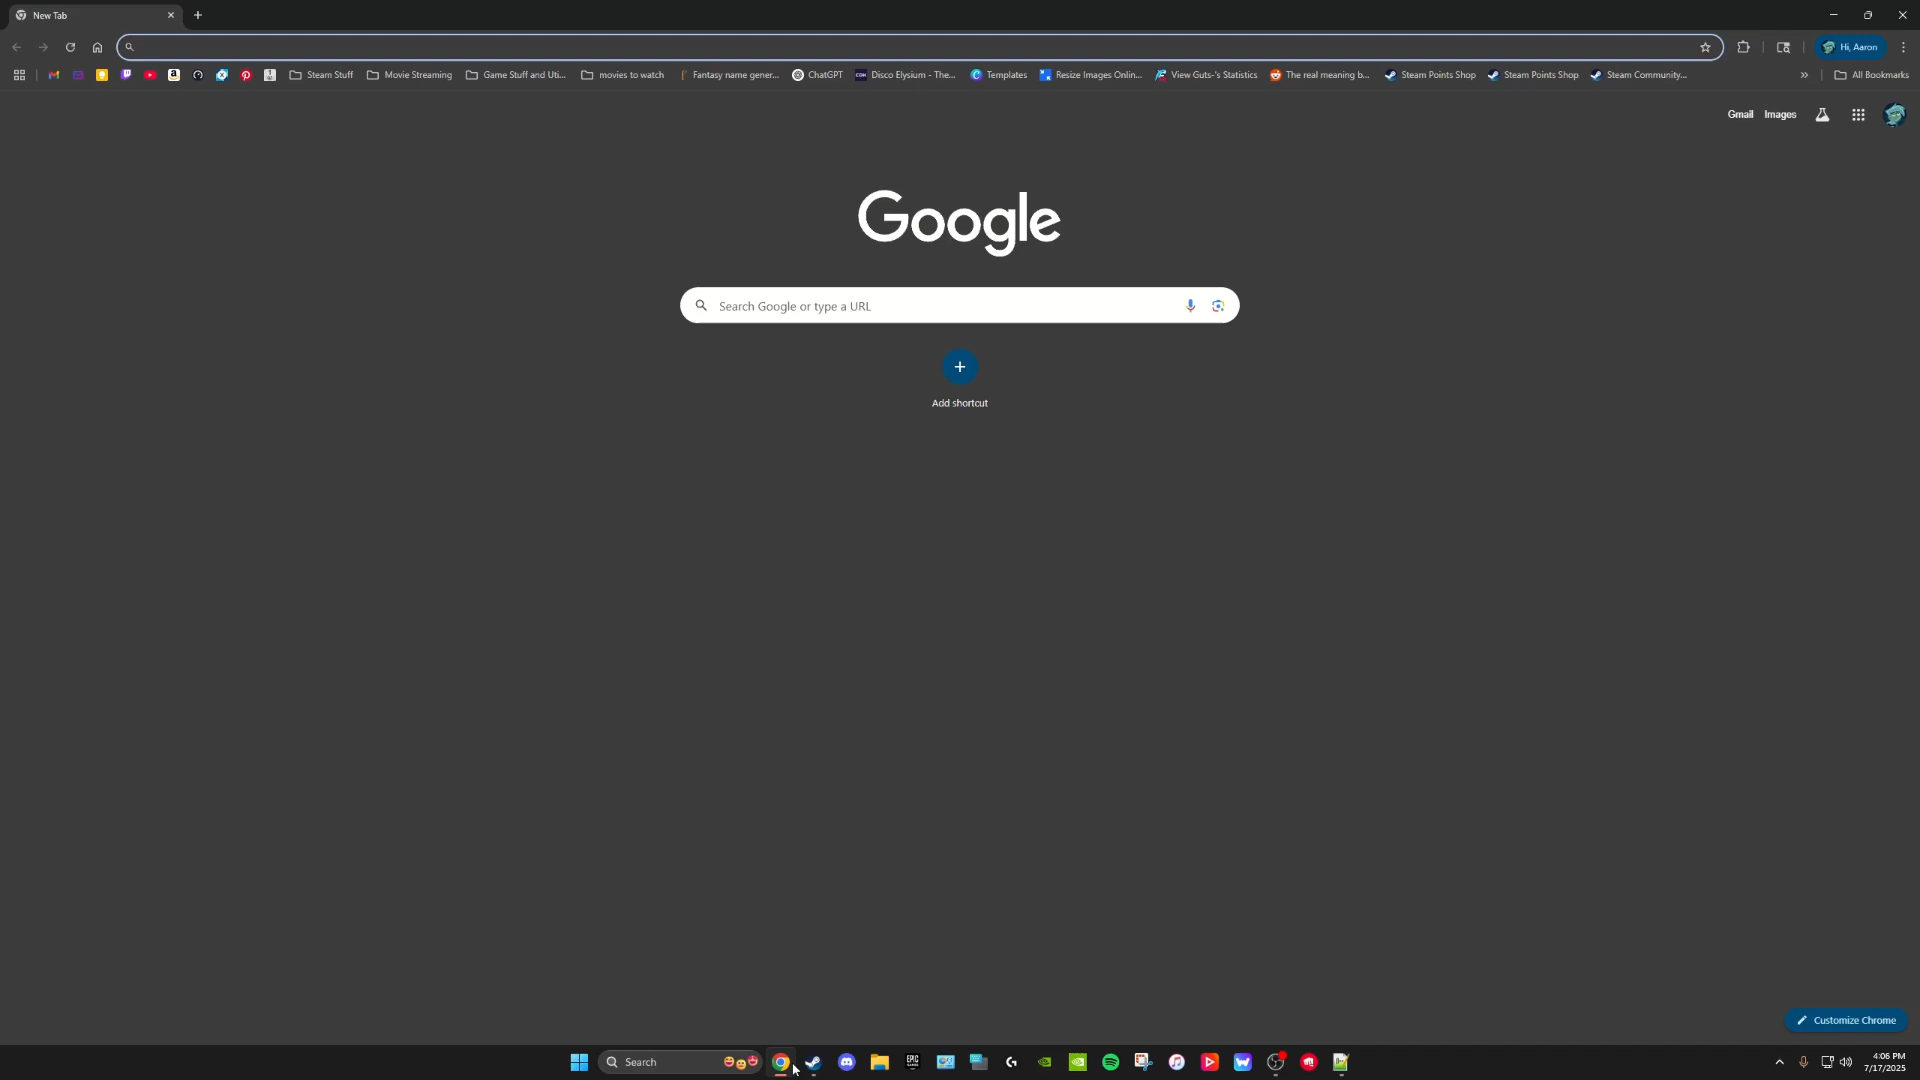 New Tab
Hi, Aaron
Steam Stuff
Movie Streaming
Game Stuff and Uti...
movies to watch
Fantasy name gener...
ChatGPT
Disco Elysium - The...
Templates
Resize Images Onlin...
View Guts-'s Statistics
The real meaning b...
Steam Points Shop
Steam Points Shop
Steam Community...
All Bookmarks
Gmail
Images
Google
Search Google or type a URL
Add shortcut
Customize Chrome
Search
EPIC
4:06 PM
7/17/2025